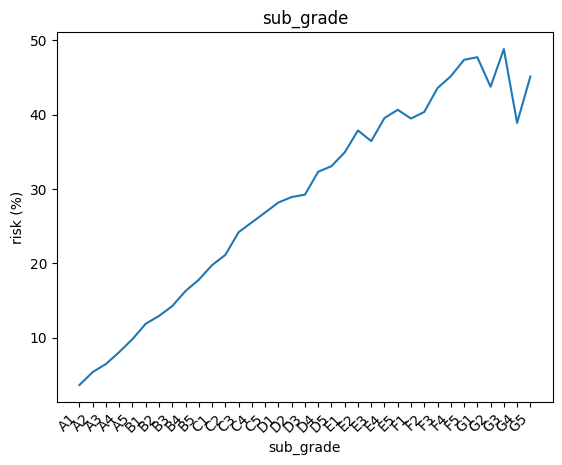 sub_grade
50
40
30
20
10
risk (%)
A1
A2
A3
A4
A5
B1
B2
B3
B4
B5
C1
C2
C3
C4
C5
D1
D2
D3
D4
D5
E1
E2
E3
E4
E5
F1
F2
F3
F4
F5
G1
G2
G3
G4
G5
sub_grade